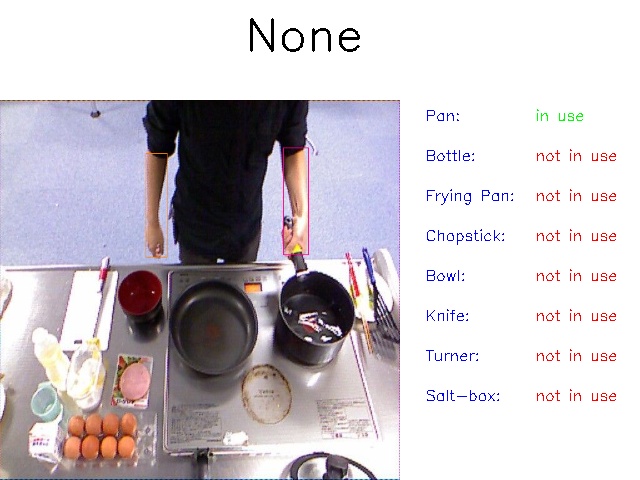 None
Pan: in use
Bottle: not in use
Frying Pan: not in use
Chopstick: not in use
Bowl: not in use
Knife: not in use
Turner: not in use
Salt-box: not in use